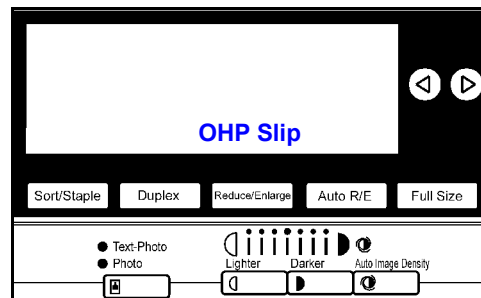 OHP Slip
Sort/Staple Duplex Reduce/Enlarge Auto R/E Full Size
Text-Photo
Photo
Lighter Darker Auto Image Density